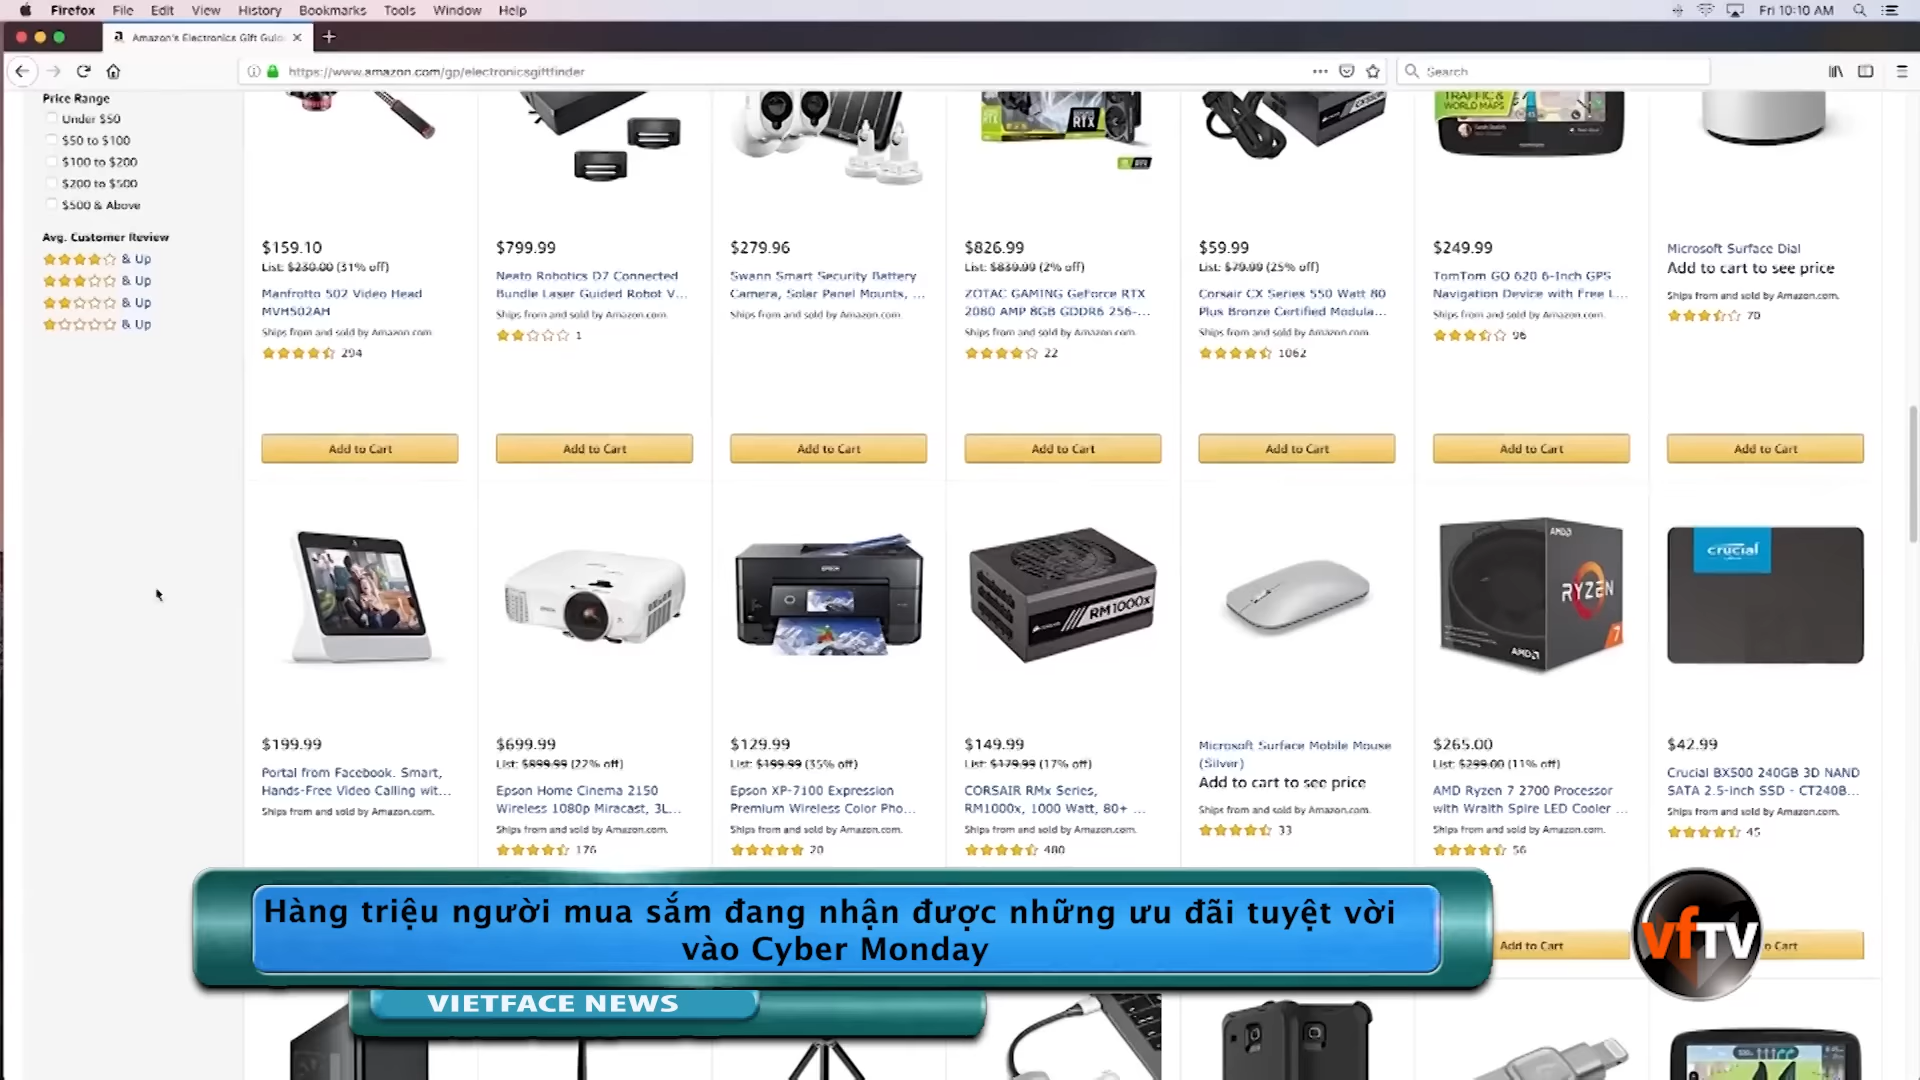 Firefox File Edit View History Bookmarks Tools Window Help
Fri 10:10 AM
Amazon's Electronics Gift Guid
https://www.amazon.com/gp/electronicsgiftfinder
Search
Price Range
Under $50
$50 to $100
$100 to $200
$200 to $500
$500 & Above
Avg. Customer Review
& Up
& Up
& Up
& Up
TRAFFIC &
WORLD MAPS
RTX
$159.10
List: $230.00 (31% off)
Manfrotto 502 Video Head
MVH502AH
Ships from and sold by Amazon.com.
294
Add to Cart
$799.99
Neato Robotics D7 Connected
Bundle Laser Guided Robot V...
Ships from and sold by Amazon.com.
1
Add to Cart
$279.96
Swann Smart Security Battery
Camera, Solar Panel Mounts, ...
Ships from and sold by Amazon.com.
Add to Cart
$826.99
List: $839.99 (2% off)
ZOTAC GAMING GeForce RTX
2080 AMP 8GB GDDR6 256-...
Ships from and sold by Amazon.com.
22
Add to Cart
$59.99
List: $79.99 (25% off)
Corsair CX Series 550 Watt 80
Plus Bronze Certified Modula...
Ships from and sold by Amazon.com.
1062
Add to Cart
$249.99
TomTom GO 620 6-Inch GPS
Navigation Device with Free L...
Ships from and sold by Amazon.com.
96
Add to Cart
Microsoft Surface Dial
Add to cart to see price
Ships from and sold by Amazon.com.
70
Add to Cart
EPSON
RM1000x
AMD
RYZEN
7
AMD
crucial
$199.99
Portal from Facebook. Smart,
Hands-Free Video Calling wit...
Ships from and sold by Amazon.com.
$699.99
List: $899.99 (22% off)
Epson Home Cinema 2150
Wireless 1080p Miracast, 3L...
Ships from and sold by Amazon.com.
176
$129.99
List: $199.99 (35% off)
Epson XP-7100 Expression
Premium Wireless Color Pho...
Ships from and sold by Amazon.com.
20
$149.99
List: $179.99 (17% off)
CORSAIR RMx Series,
RM1000x, 1000 Watt, 80+ ...
Ships from and sold by Amazon.com.
480
Microsoft Surface Mobile Mouse
(Silver)
Add to cart to see price
Ships from and sold by Amazon.com.
33
$265.00
List: $299.00 (11% off)
AMD Ryzen 7 2700 Processor
with Wraith Spire LED Cooler ...
Ships from and sold by Amazon.com.
56
Add to Cart
$42.99
Crucial BX500 240GB 3D NAND
SATA 2.5-inch SSD - CT240B...
Ships from and sold by Amazon.com.
45
o Cart
Hàng triệu người mua sắm đang nhận được những ưu đãi tuyệt vời
vào Cyber Monday
VIETFACE NEWS
vfTV